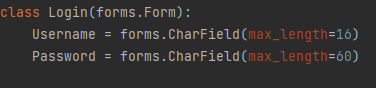 class Login(forms.Form):
    Username = forms.CharField(max_length=16)
    Password = forms.CharField(max_length=60)